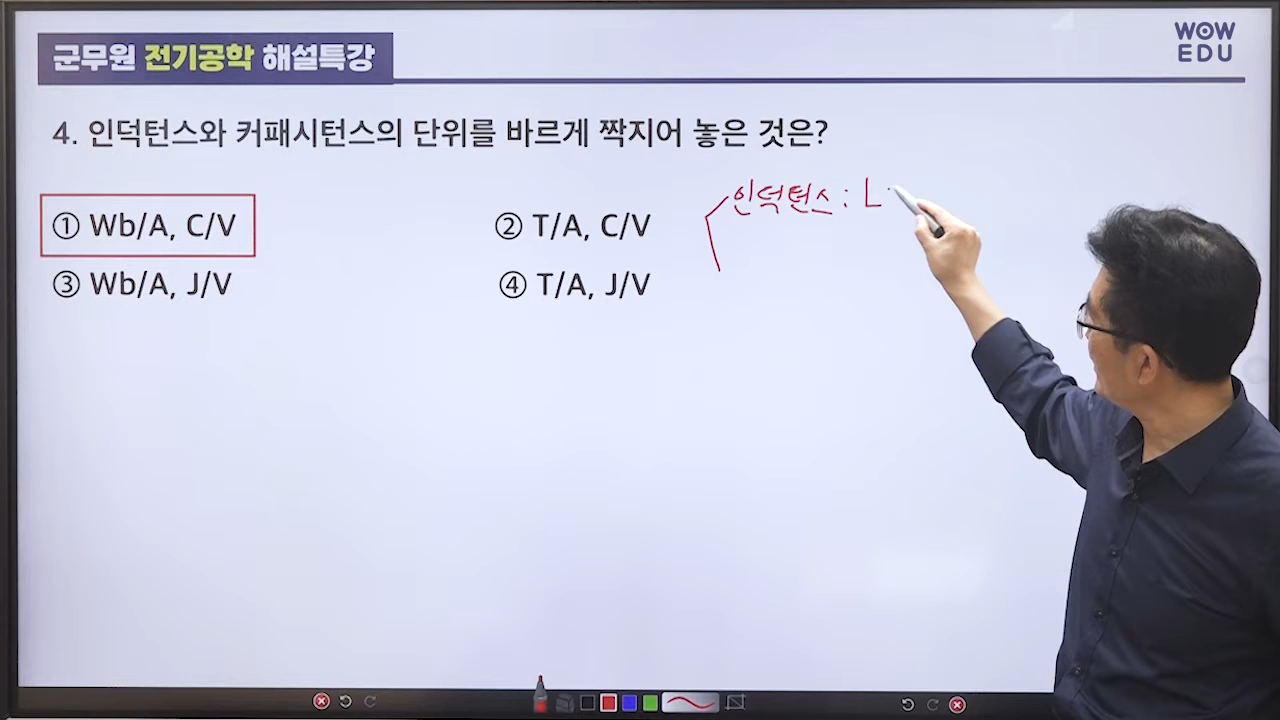 군무원 전기공학 해설특강
WOW
EDU
4. 인덕턴스와 커패시턴스의 단위를 바르게 짝지어 놓은 것은?
인덕턴스 : L
① Wb/A, C/V
② T/A, C/V
③ Wb/A, J/V
④ T/A, J/V